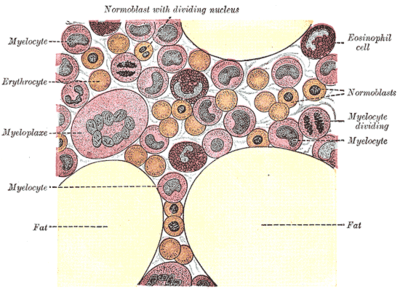 Normoblast with dividing nucleus
Myelocyte
Eosinophil
cell
Erythrocyte
Normoblasts
Myeloplaxe
Myelocyte
dividing
Myelocyte
Myelocyte
Fat
Fat